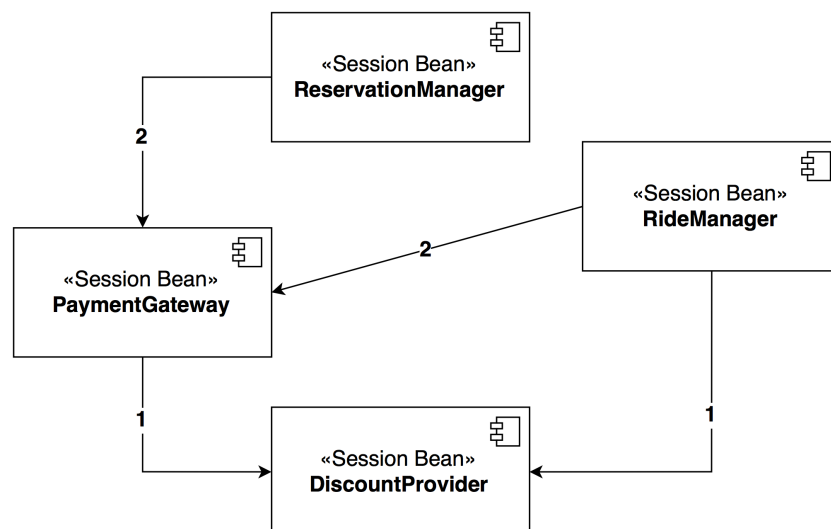 «Session Bean»
ReservationManager
2
«Session Bean»
RideManager
2
«Session Bean»
PaymentGateway
1
1
«Session Bean»
DiscountProvider